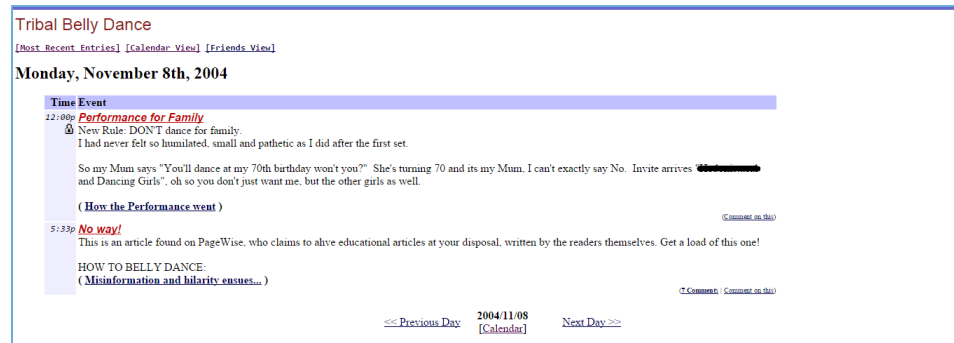 Tribal Belly Dance
[Most Recent Entries] [Calendar View] [Friends View]
Monday, November 8th, 2004
Time Event
12:00p Performance for Family
New Rule: DON'T dance for family.
I had never felt so humilated, small and pathetic as I did after the first set.
So my Mum says "You'll dance at my 70th birthday won't you?"  She's turning 70 and its my Mum, I can't exactly say No.  Invite arrives "
and Dancing Girls", oh so you don't just want me, but the other girls as well.
( How the Performance went )
(Comment on this)
5:33p No way!
This is an article found on PageWise, who claims to ahve educational articles at your disposal, written by the readers themselves. Get a load of this one!
HOW TO BELLY DANCE:
( Misinformation and hilarity ensues... )
(7 Comments | Comment on this)
<< Previous Day 2004/11/08 Next Day >>
[Calendar]